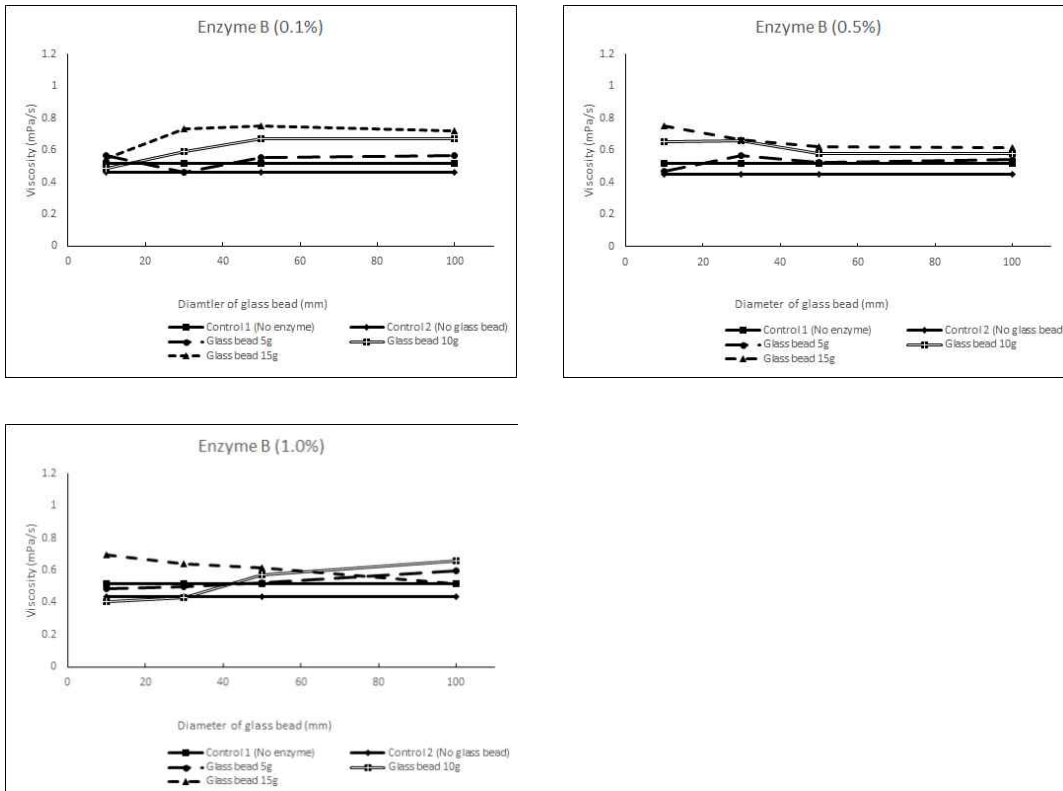 Enzyme B (0.1%)
1.2
1
0.8
0.6
0.4
0.2
0
Viscosity (mPa/s)
0 20 40 60 80 100
Diamtler of glass bead (mm)
Control 1 (No enzyme) Control 2 (No glass bead)
Glass bead 5g Glass bead 10g
Glass bead 15g
Enzyme B (0.5%)
1.2
1
0.8
0.6
0.4
0.2
0
Viscosity (mPa/s)
0 20 40 60 80 100
Diameter of glass bead (mm)
Control 1 (No enzyme) Control 2 (No glass bead)
Glass bead 5g Glass bead 10g
Glass bead 15g
Enzyme B (1.0%)
1.2
1
0.8
0.6
0.4
0.2
0
Viscosity (mPa/s)
0 20 40 60 80 100
Diameter of glass bead (mm)
Control 1 (No enzyme) Control 2 (No glass bead)
Glass bead 5g Glass bead 10g
Glass bead 15g